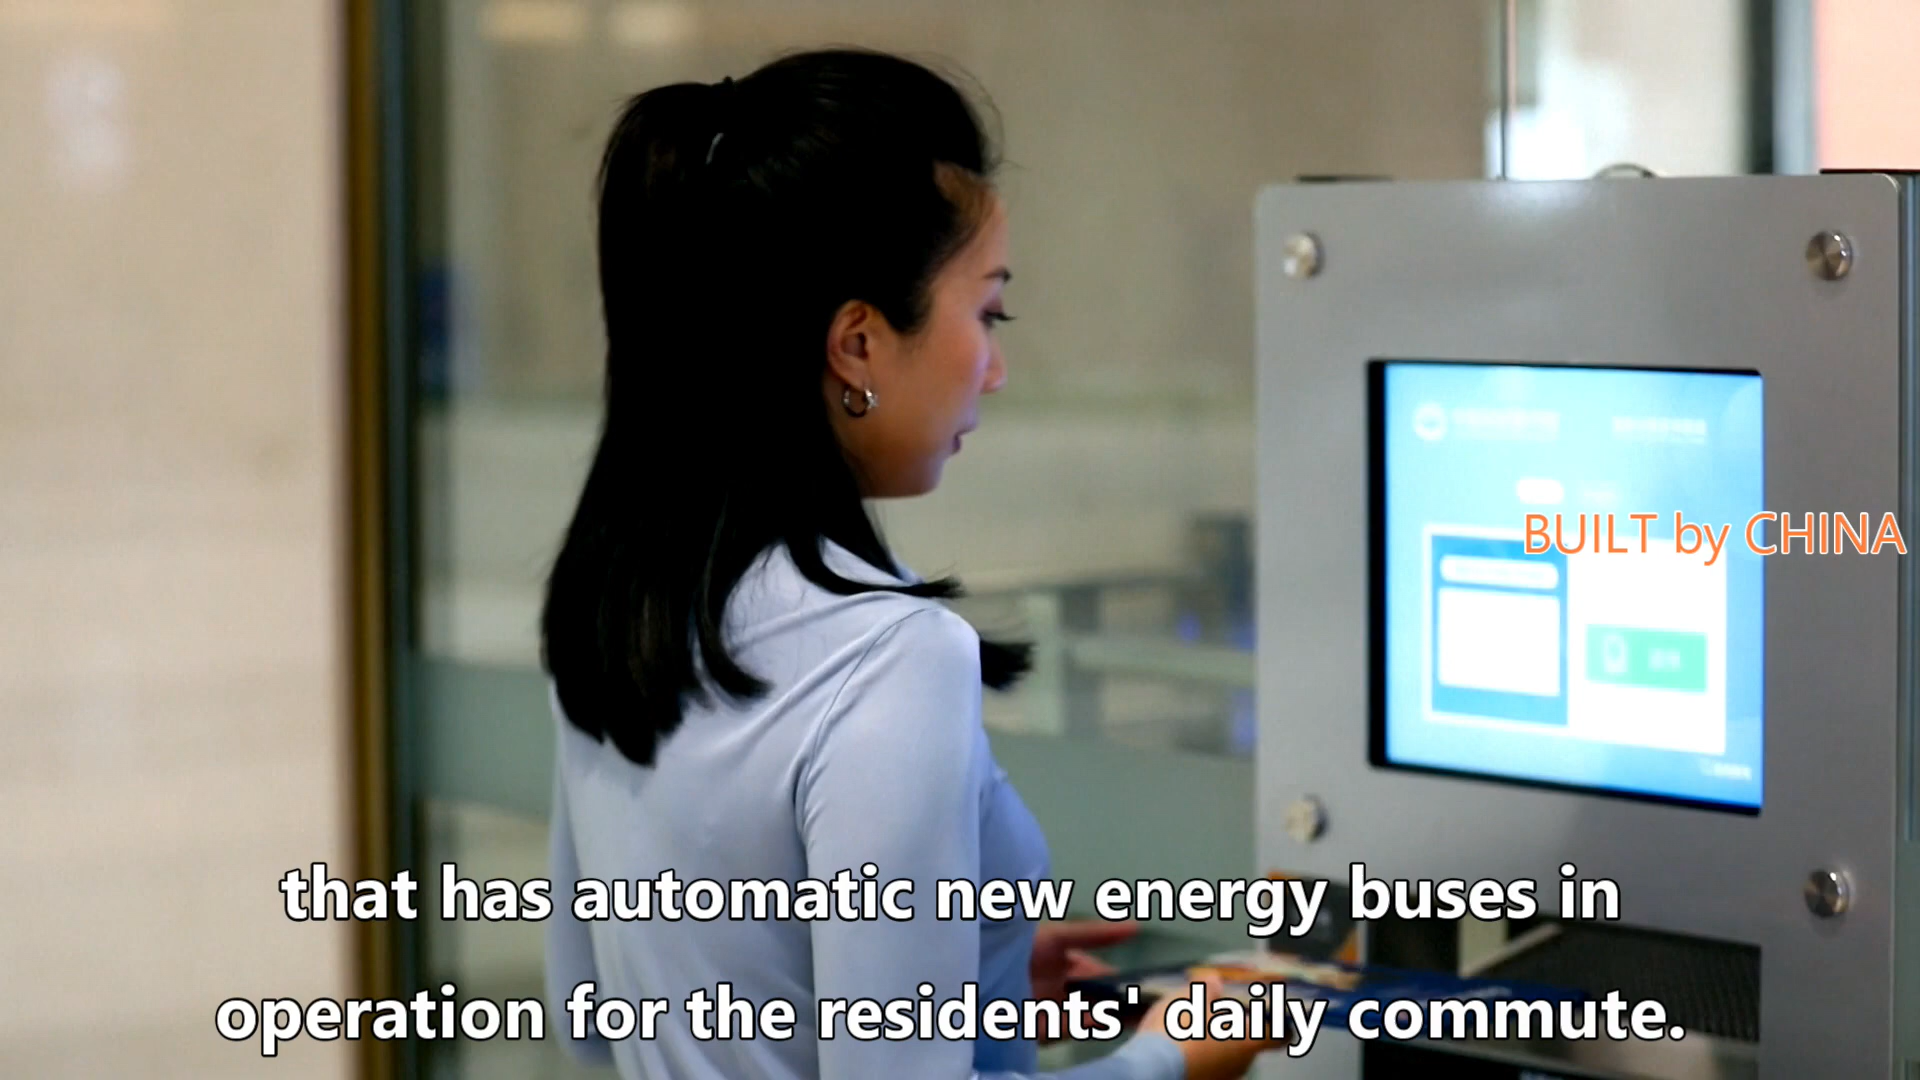 BUILT by CHINA
that has automatic new energy buses in
operation for the residents' daily commute.